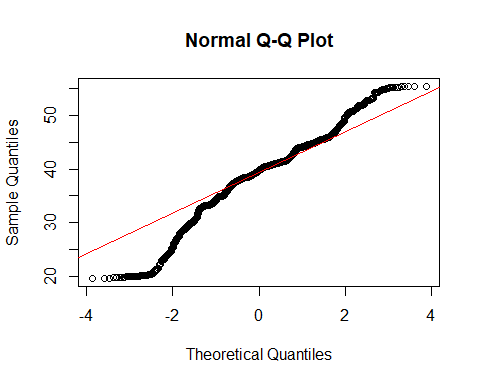 Normal Q-Q Plot
Sample Quantiles
50
40
30
20
-4 -2 0 2 4
Theoretical Quantiles